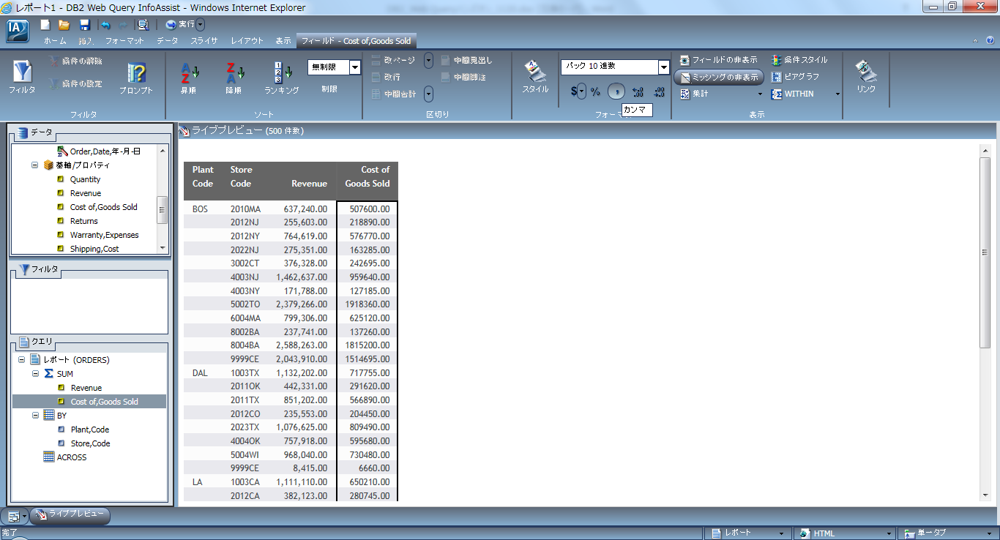 レポート1 - DB2 Web Query InfoAssist - Windows Internet Explorer
IA
実行
ホーム 挿入 フォーマット データ スライサ レイアウト 表示 フィールド - Cost of,Goods Sold
フィルタ
条件の解除
条件の設定
プロンプト
フィルタ
昇順
降順
ランキング
無制限
制限
ソート
改ページ
改行
中間合計
中間見出し
中間脚注
区切り
スタイル
パック 10 進数
$ % ,
カンマ
フォーマ
フィールドの非表示
ミッシングの非表示
集計
条件スタイル
ビアグラフ
WITHIN
表示
リンク
データ
Order,Date,年-月-日
基軸/プロパティ
Quantity
Revenue
Cost of,Goods Sold
Returns
Warranty,Expenses
Shipping,Cost
フィルタ
クエリ
レポート (ORDERS)
SUM
Revenue
Cost of,Goods Sold
BY
Plant,Code
Store,Code
ACROSS
ライブプレビュー (500 件数)
Plant Code Store Code Revenue Cost of Goods Sold
BOS 2010MA 637,240.00 507600.00
2012NJ 255,603.00 218890.00
2012NY 764,619.00 576770.00
2022NJ 275,351.00 163285.00
3002CT 376,328.00 242695.00
4003NJ 1,462,637.00 959640.00
4003NY 171,788.00 127185.00
5002TO 2,379,266.00 1918360.00
6004MA 799,306.00 625120.00
8002BA 237,741.00 137260.00
8004BA 2,588,263.00 1815200.00
9999CE 2,043,910.00 1514695.00
DAL 1003TX 1,132,202.00 717755.00
2011OK 442,331.00 291620.00
2011TX 851,202.00 566890.00
2012CO 235,553.00 204450.00
2023TX 1,076,625.00 809490.00
4004OK 757,918.00 595680.00
5004WI 968,040.00 730480.00
9999CE 8,415.00 6660.00
LA 1003CA 1,111,110.00 650210.00
2012CA 382,123.00 280745.00
ライブプレビュー
完了
レポート
HTML
単一タブ